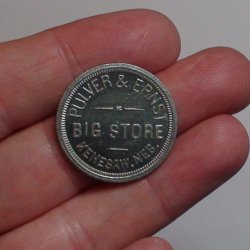 PULVER & ERNST
BIG STORE
KENESAW, NEB.